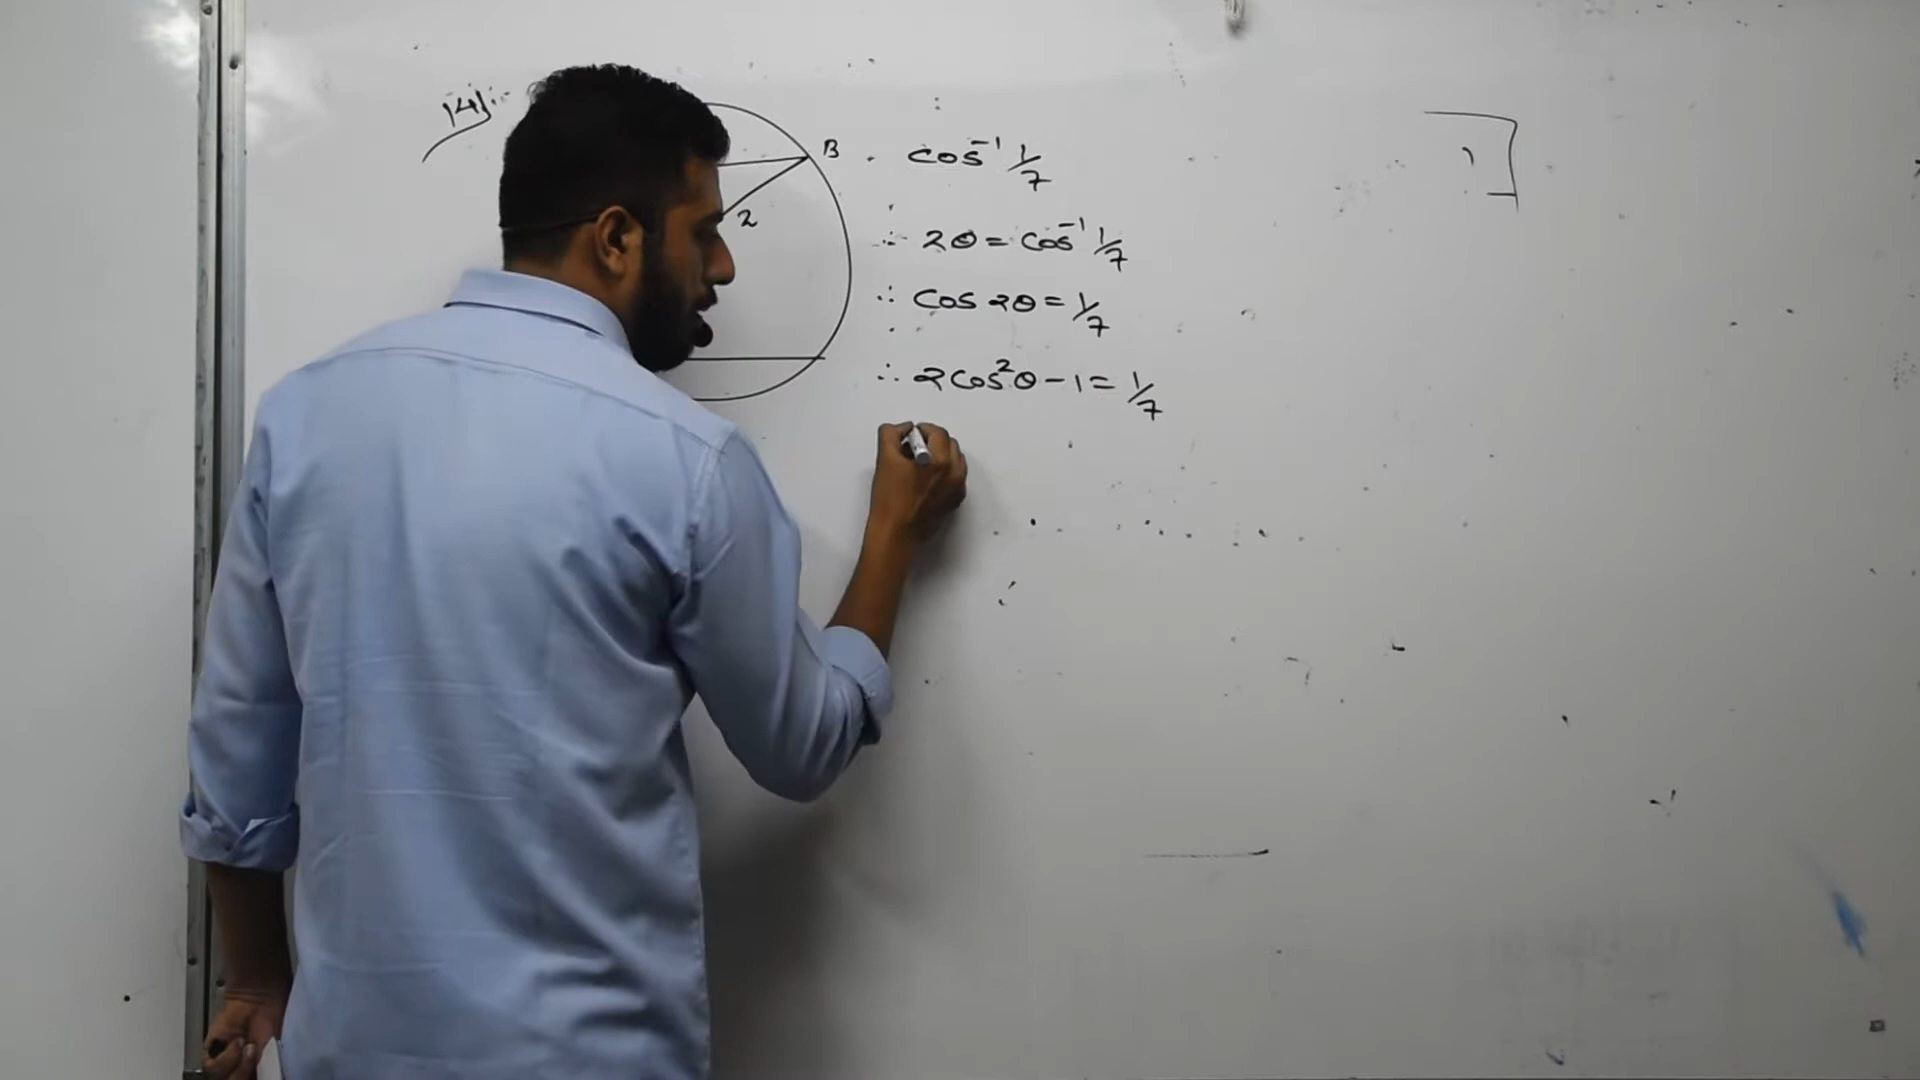 14)
B
2
cos⁻¹ 1/7
∴ 2θ = cos⁻¹ 1/7
∴ cos 2θ = 1/7
∴ 2cos²θ - 1 = 1/7